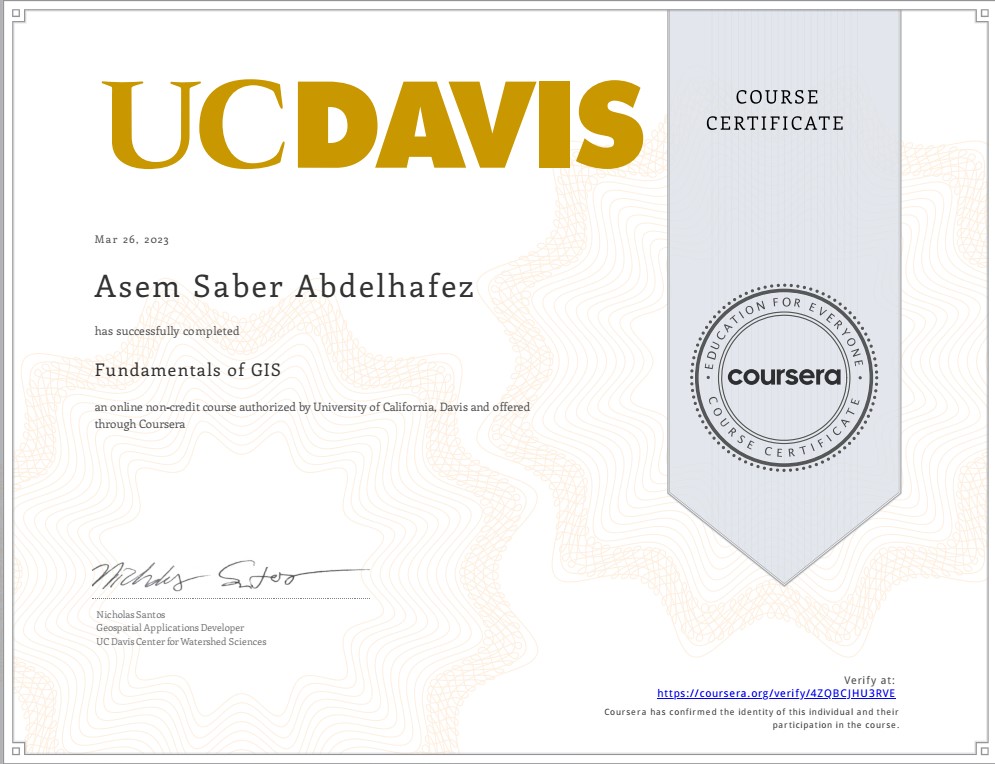 UCDAVIS
COURSE
CERTIFICATE
Mar 26, 2023
Asem Saber Abdelhafez
has successfully completed
Fundamentals of GIS
an online non-credit course authorized by University of California, Davis and offered
through Coursera
EDUCATION FOR EVERYONE
coursera
COURSE CERTIFICATE
Nicholas Santos
Nicholas Santos
Geospatial Applications Developer
UC Davis Center for Watershed Sciences
Verify at:
https://coursera.org/verify/4ZQBCJHU3RVE
Coursera has confirmed the identity of this individual and their
participation in the course.